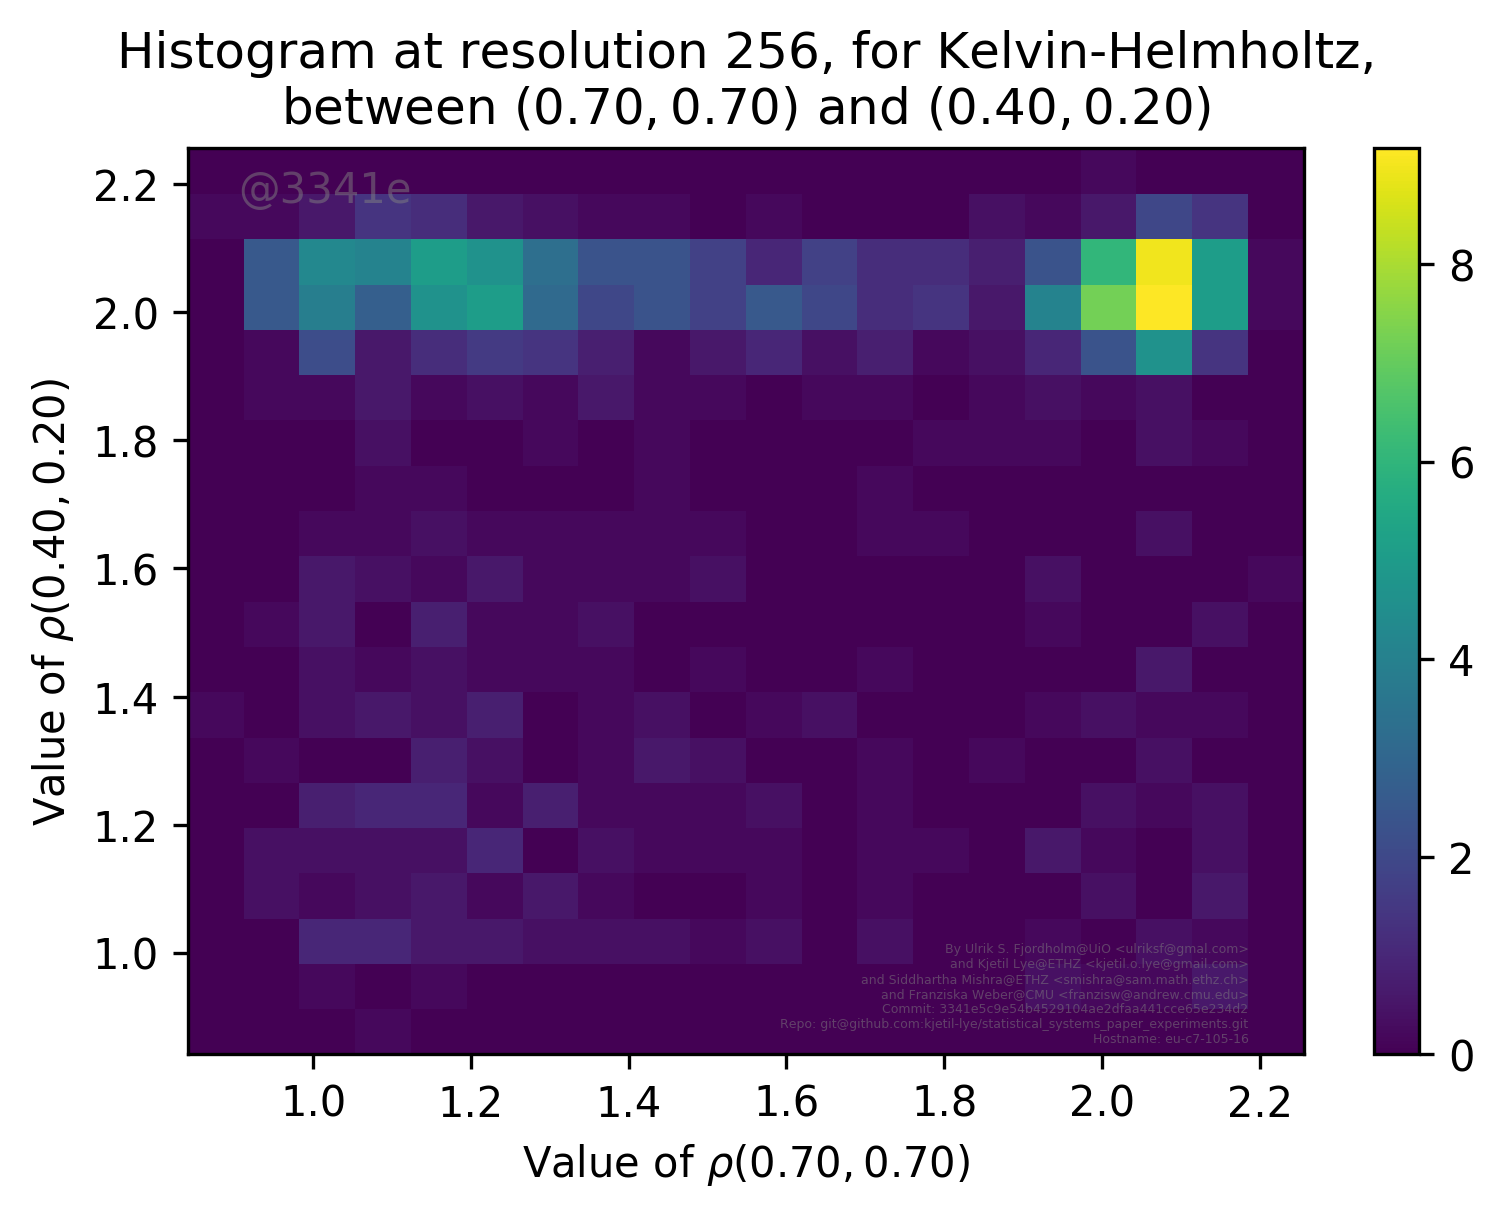 Histogram at resolution 256, for Kelvin-Helmholtz,
between (0.70, 0.70) and (0.40, 0.20)
@3341e
2.2
2.0
1.8
1.6
1.4
1.2
1.0
Value of ρ(0.40, 0.20)
8
6
4
2
0
By Ulrik S. Fjordholm@UiO <ulriksf@gmal.com>
and Kjetil Lye@ETHZ <kjetil.o.lye@gmail.com>
and Siddhartha Mishra@ETHZ <smishra@sam.math.ethz.ch>
and Franziska Weber@CMU <franzisw@andrew.cmu.edu>
Commit: 3341e5c9e54b4529104ae2dfaa441cce65e234d2
Repo: git@github.com:kjetil-lye/statistical_systems_paper_experiments.git
Hostname: eu-c7-105-16
1.0 1.2 1.4 1.6 1.8 2.0 2.2
Value of ρ(0.70, 0.70)